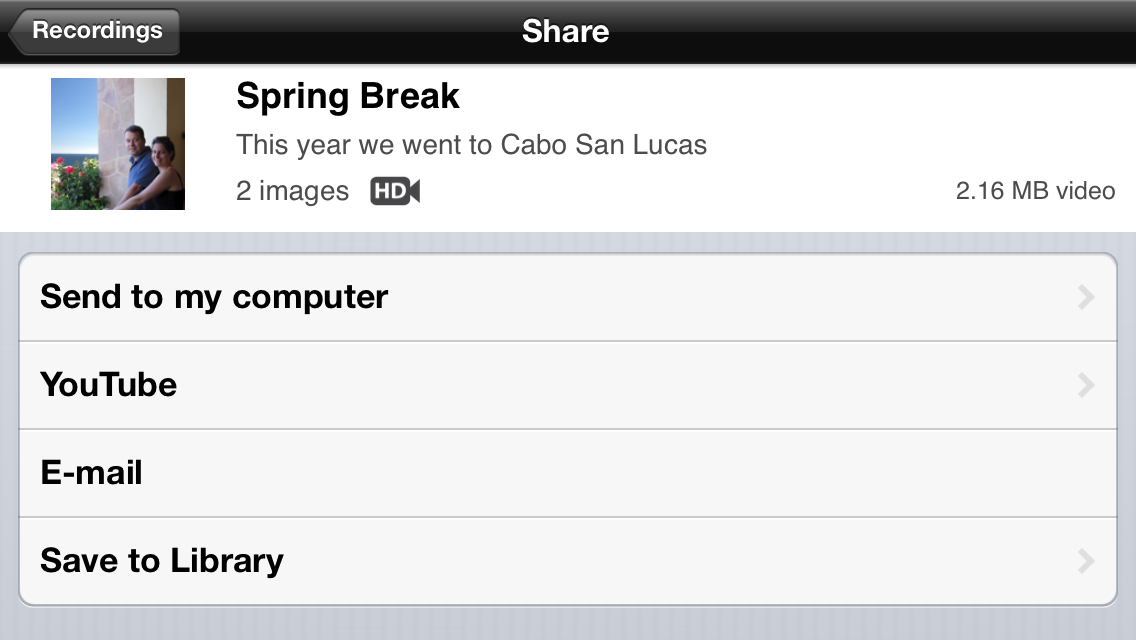 Recordings
Share
Spring Break
This year we went to Cabo San Lucas
2 images HD 2.16 MB video
Send to my computer
YouTube
E-mail
Save to Library